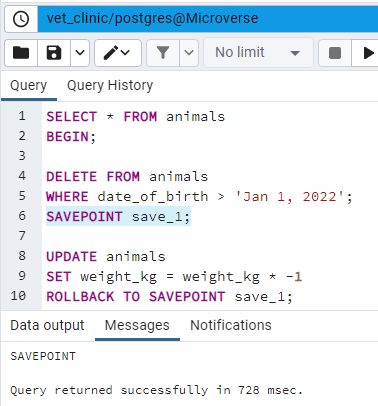 vet_clinic/postgres@Microverse
No limit
Query Query History
1 SELECT * FROM animals
2 BEGIN;
3
4 DELETE FROM animals
5 WHERE date_of_birth > 'Jan 1, 2022';
6 SAVEPOINT save_1;
7
8 UPDATE animals
9 SET weight_kg = weight_kg * -1
10 ROLLBACK TO SAVEPOINT save_1;
Data output Messages Notifications
SAVEPOINT
Query returned successfully in 728 msec.